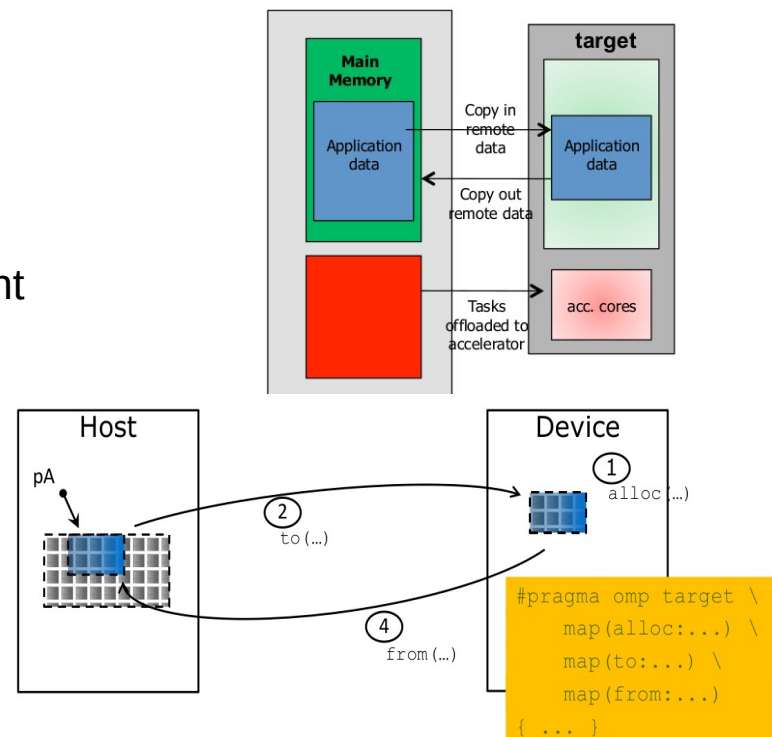 target
Main
Memory
Application
data
Copy in
remote
data
Application
data
Copy out
remote data
Tasks
offloaded to
accelerator
acc. cores
nt
Host
Device
pA
1
alloc(…)
2
to(…)
4
from(…)
#pragma omp target \
map(alloc:...) \
map(to:...) \
map(from:...)
{ ... }